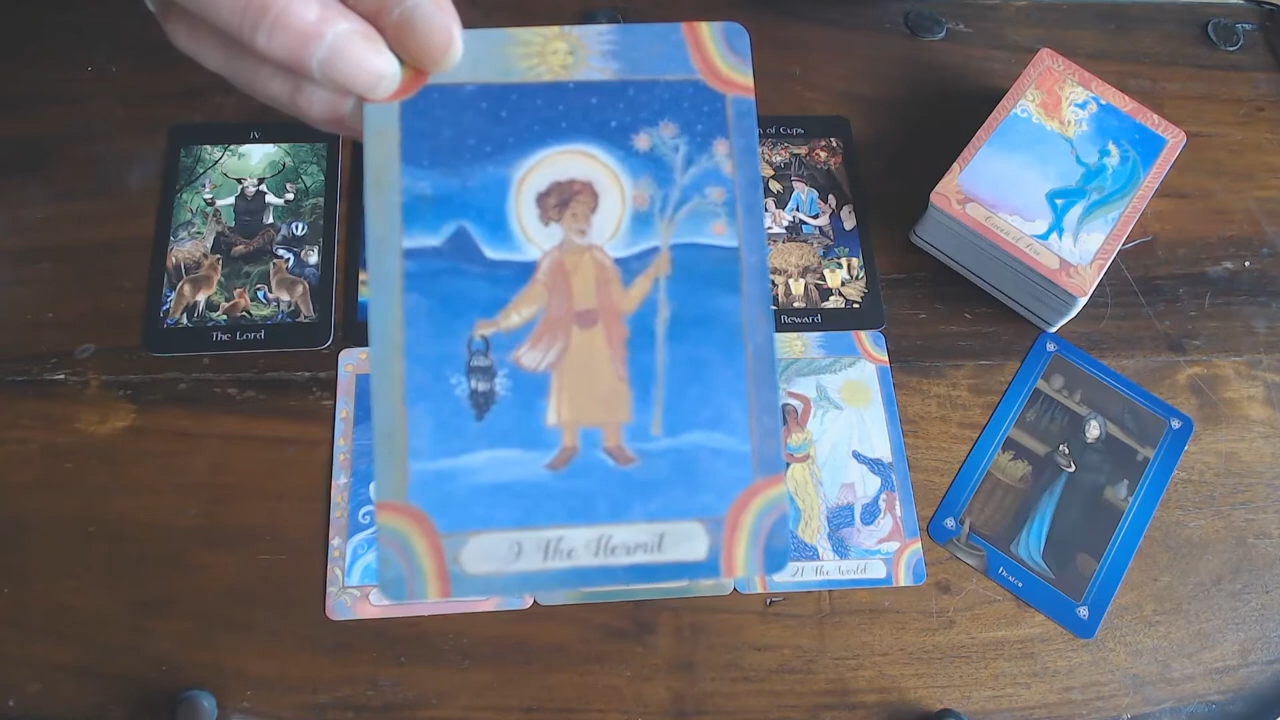 IV
The Lord
of Cups
Reward
9 The Hermit
21 The World
Healer